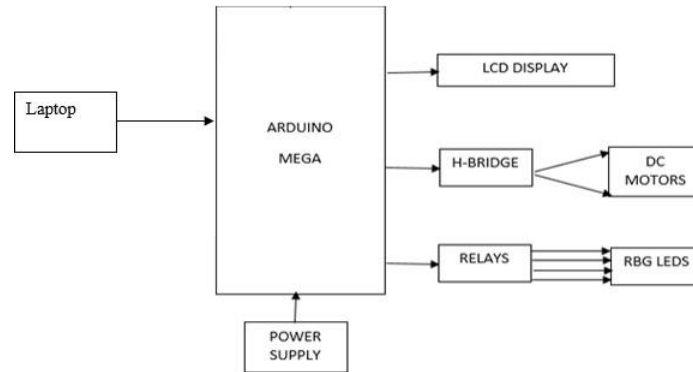 Laptop
ARDUINO
MEGA
LCD DISPLAY
H-BRIDGE
DC
MOTORS
RELAYS
RBG LEDS
POWER
SUPPLY